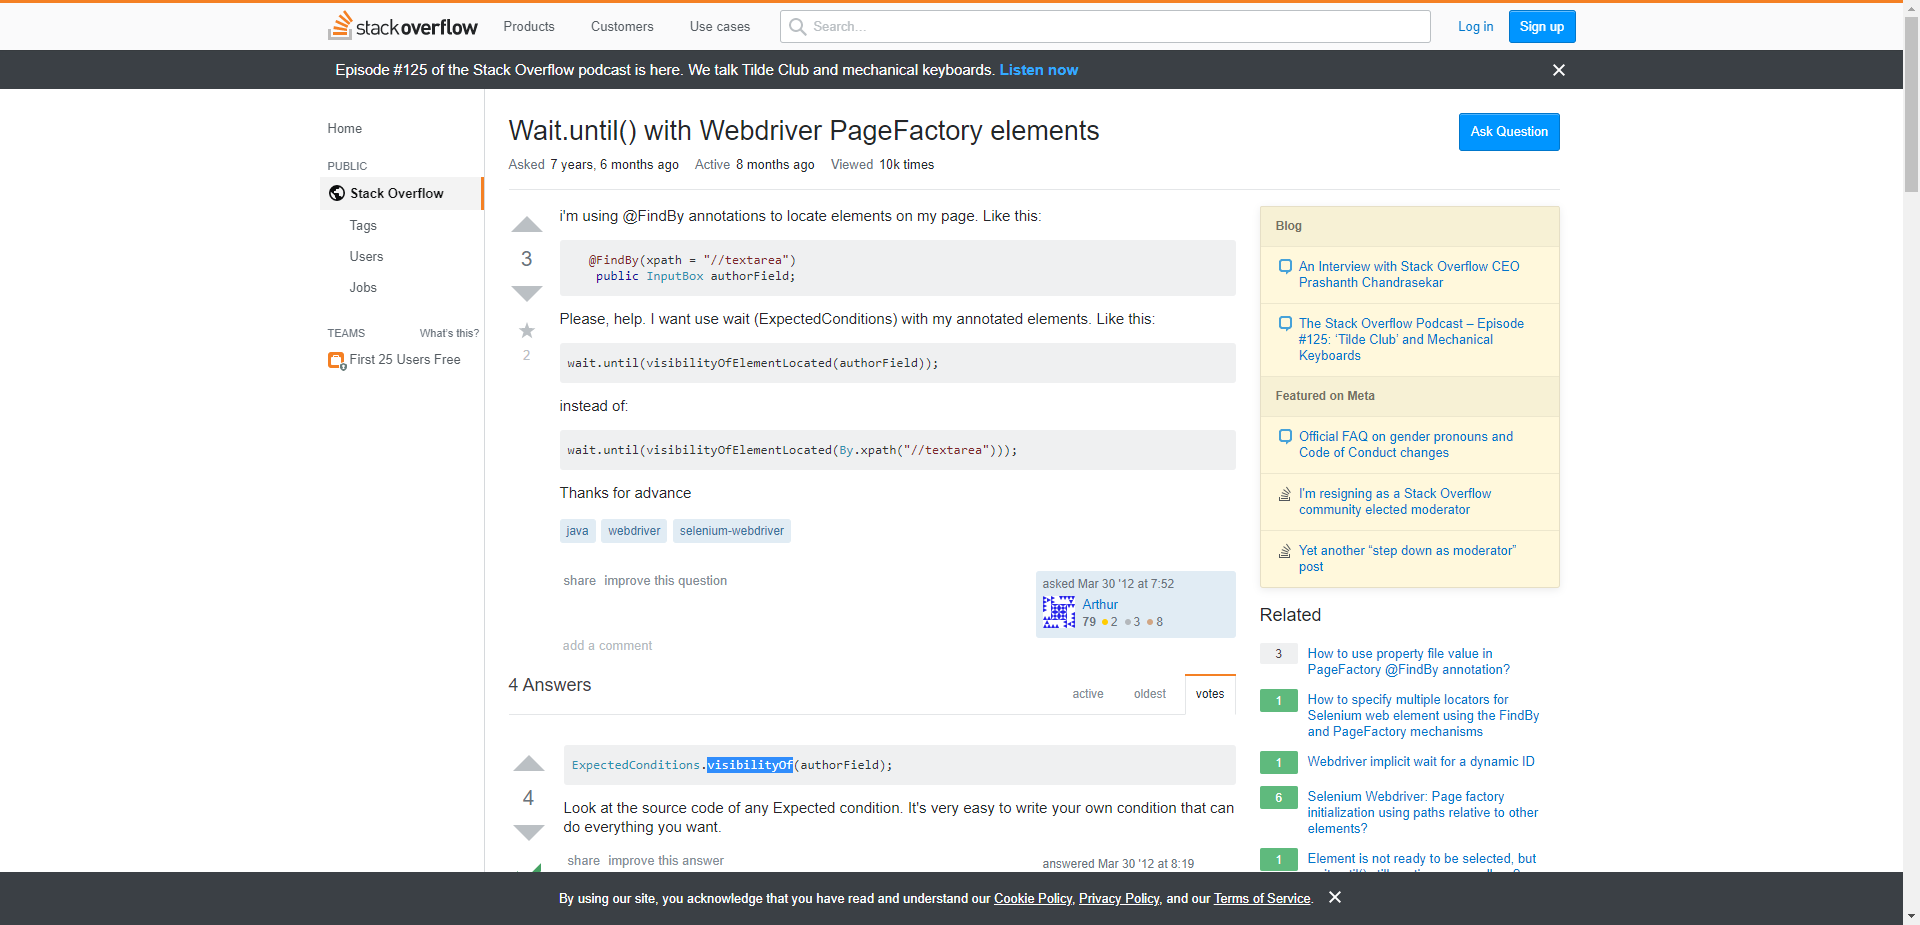 stackoverflow
Products
Customers
Use cases
Search...
Log in
Sign up
Episode #125 of the Stack Overflow podcast is here. We talk Tilde Club and mechanical keyboards. Listen now
Home
PUBLIC
Stack Overflow
Tags
Users
Jobs
TEAMS
What's this?
First 25 Users Free
Wait.until() with Webdriver PageFactory elements
Ask Question
Asked 7 years, 6 months ago Active 8 months ago Viewed 10k times
3
2
i'm using @FindBy annotations to locate elements on my page. Like this:
@FindBy(xpath = "//textarea")
public InputBox authorField;
Please, help. I want use wait (ExpectedConditions) with my annotated elements. Like this:
wait.until(visibilityOfElementLocated(authorField));
instead of:
wait.until(visibilityOfElementLocated(By.xpath("//textarea")));
Thanks for advance
java
webdriver
selenium-webdriver
share improve this question
asked Mar 30 '12 at 7:52
Arthur
79 2 3 8
add a comment
4 Answers
active
oldest
votes
4
ExpectedConditions.visibilityOf(authorField);
Look at the source code of any Expected condition. It's very easy to write your own condition that can
do everything you want.
share improve this answer
answered Mar 30 '12 at 8:19
Blog
An Interview with Stack Overflow CEO
Prashanth Chandrasekar
The Stack Overflow Podcast – Episode
#125: ‘Tilde Club’ and Mechanical
Keyboards
Featured on Meta
Official FAQ on gender pronouns and
Code of Conduct changes
I’m resigning as a Stack Overflow
community elected moderator
Yet another “step down as moderator”
post
Related
3
How to use property file value in
PageFactory @FindBy annotation?
1
How to specify multiple locators for
Selenium web element using the FindBy
and PageFactory mechanisms
1
Webdriver implicit wait for a dynamic ID
6
Selenium Webdriver: Page factory
initialization using paths relative to other
elements?
1
Element is not ready to be selected, but
By using our site, you acknowledge that you have read and understand our Cookie Policy, Privacy Policy, and our Terms of Service.